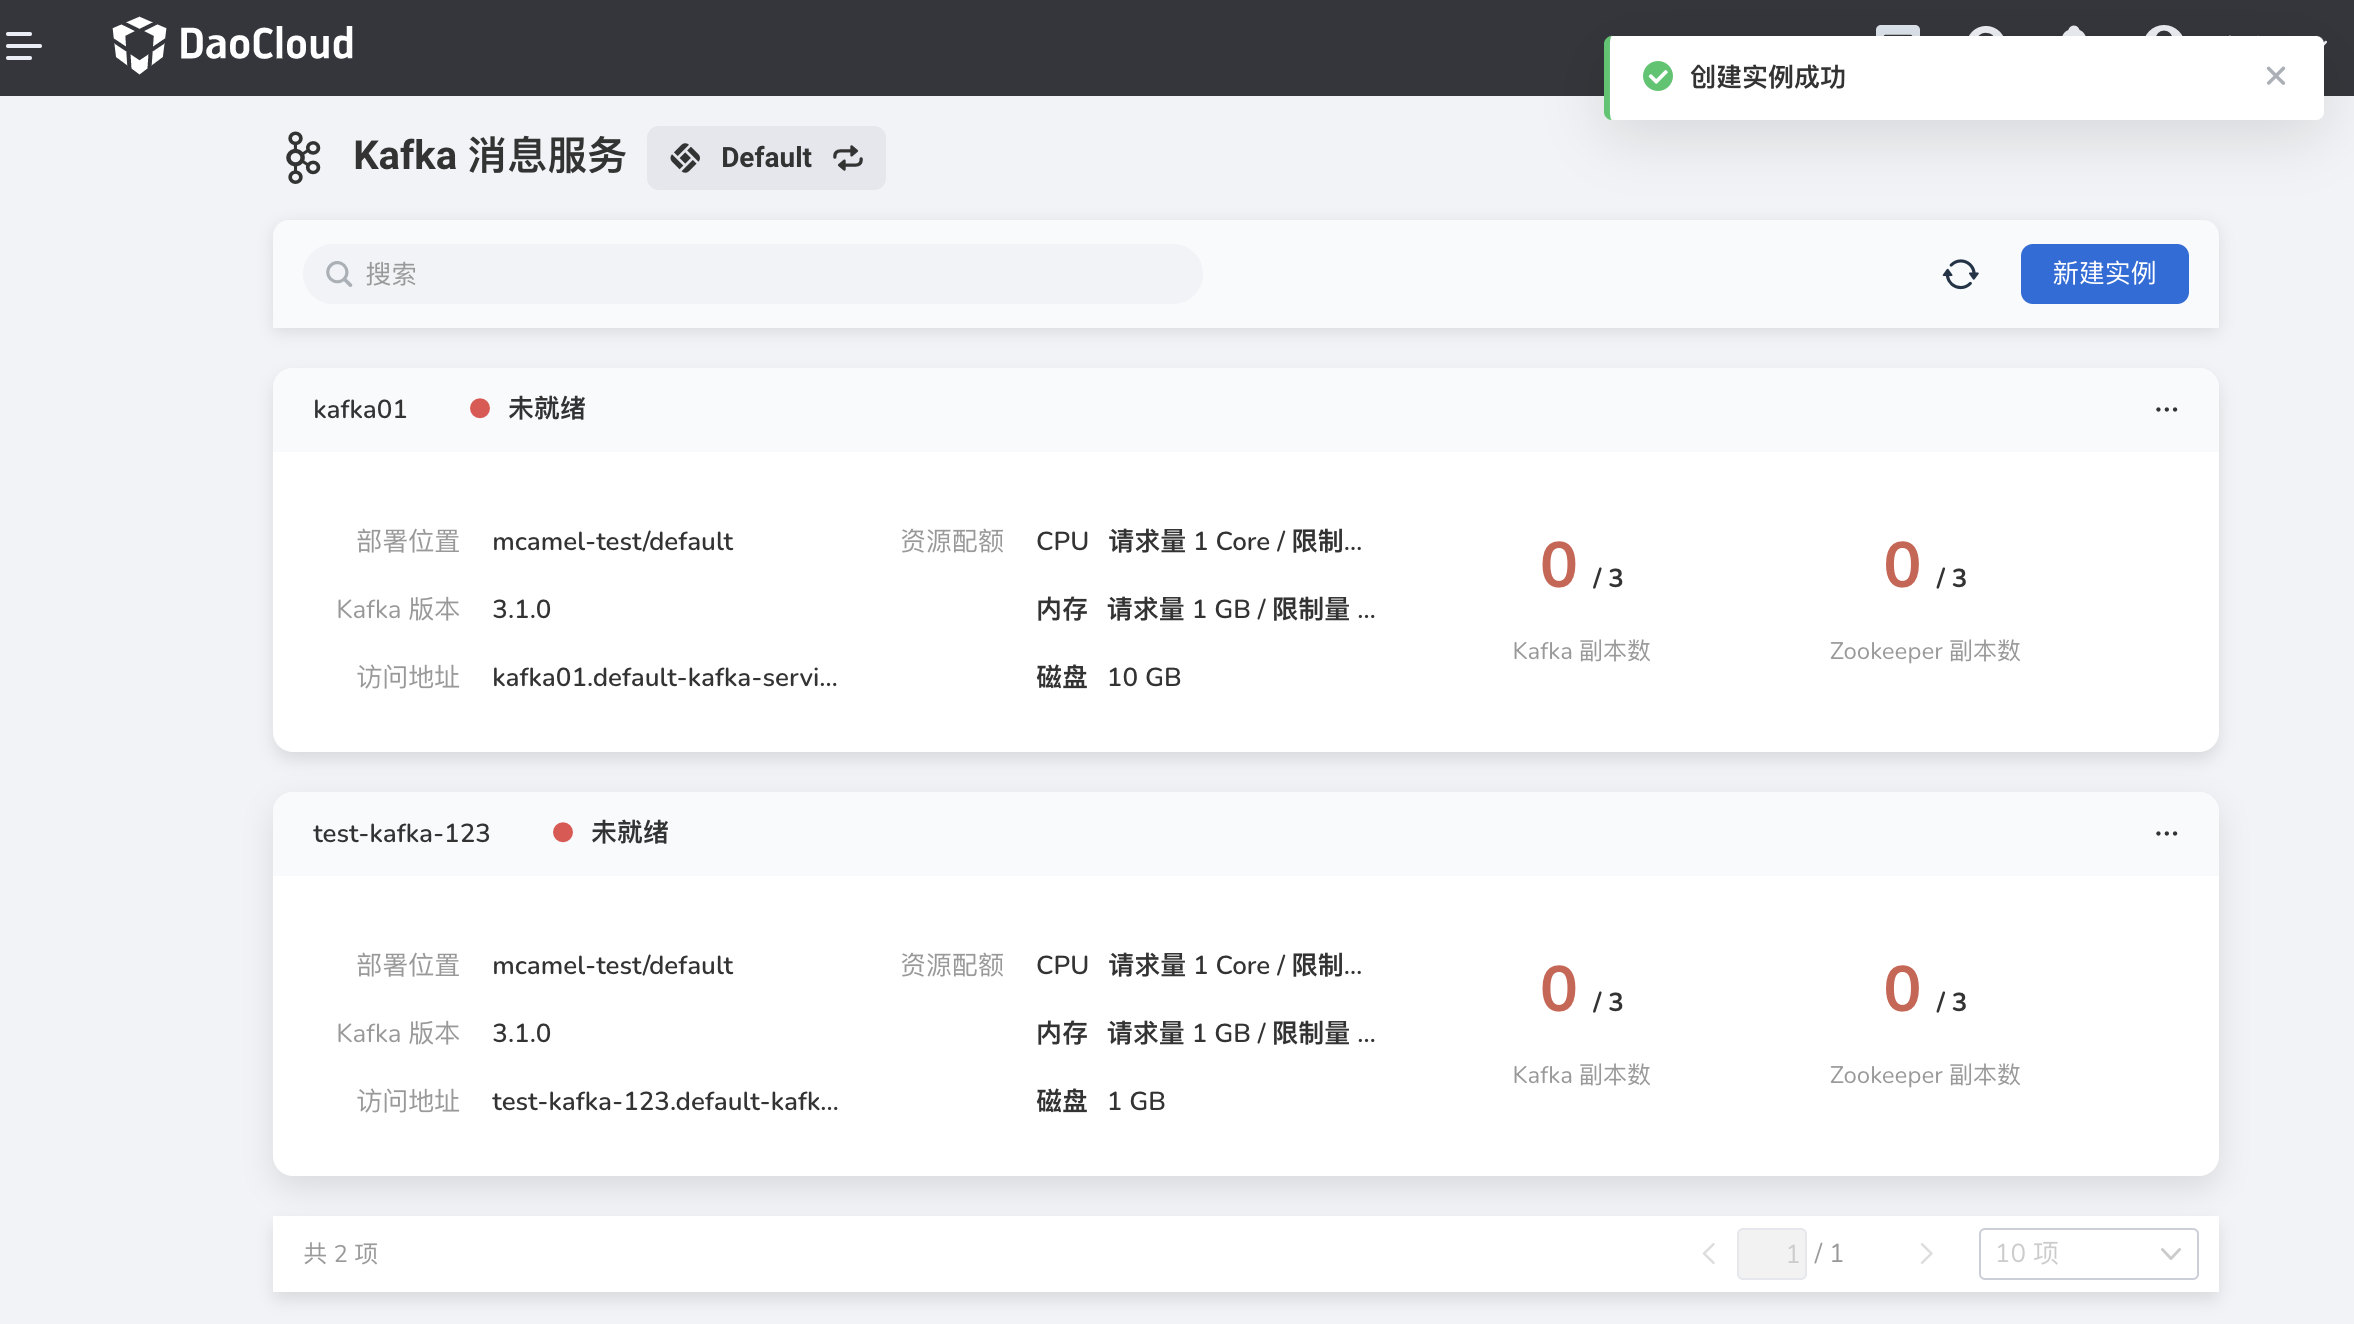 DaoCloud
创建实例成功
Kafka 消息服务
Default
搜索
新建实例
kafka01
未就绪
...
部署位置 mcamel-test/default
资源配额 CPU 请求量 1 Core / 限制...
Kafka 版本 3.1.0
内存 请求量 1 GB / 限制量 ...
访问地址 kafka01.default-kafka-servi...
磁盘 10 GB
0 / 3
Kafka 副本数
0 / 3
Zookeeper 副本数
test-kafka-123
未就绪
...
部署位置 mcamel-test/default
资源配额 CPU 请求量 1 Core / 限制...
Kafka 版本 3.1.0
内存 请求量 1 GB / 限制量 ...
访问地址 test-kafka-123.default-kafk...
磁盘 1 GB
0 / 3
Kafka 副本数
0 / 3
Zookeeper 副本数
共 2 项
1 / 1
10 项